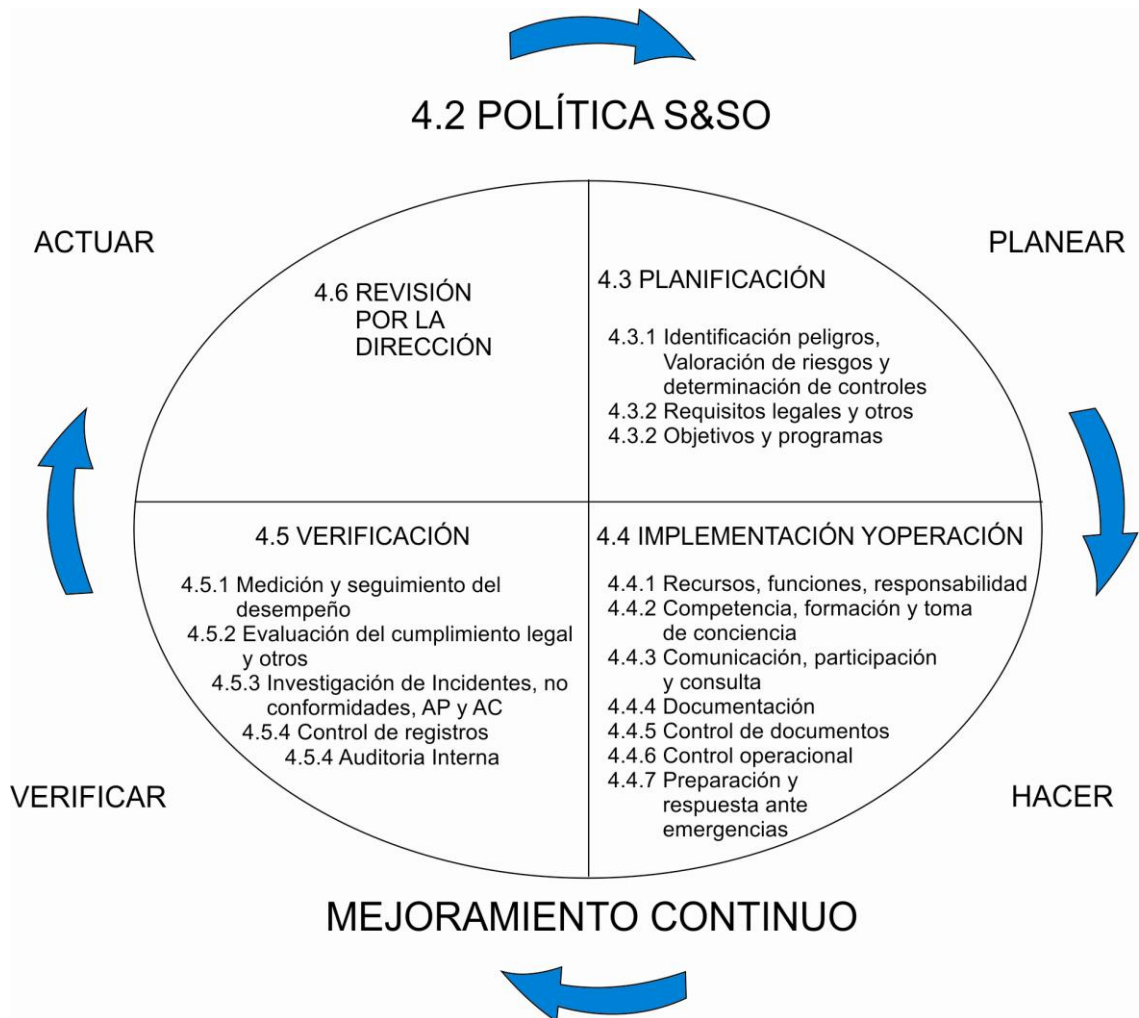 4.2 POLÍTICA S&SO
ACTUAR
PLANEAR
4.6 REVISIÓN
POR LA
DIRECCIÓN
4.3 PLANIFICACIÓN
4.3.1 Identificación peligros,
Valoración de riesgos y
determinación de controles
4.3.2 Requisitos legales y otros
4.3.2 Objetivos y programas
4.5 VERIFICACIÓN
4.5.1 Medición y seguimiento del
desempeño
4.5.2 Evaluación del cumplimiento legal
y otros
4.5.3 Investigación de Incidentes, no
conformidades, AP y AC
4.5.4 Control de registros
4.5.4 Auditoria Interna
4.4 IMPLEMENTACIÓN YOPERACIÓN
4.4.1 Recursos, funciones, responsabilidad
4.4.2 Competencia, formación y toma
de conciencia
4.4.3 Comunicación, participación
y consulta
4.4.4 Documentación
4.4.5 Control de documentos
4.4.6 Control operacional
4.4.7 Preparación y
respuesta ante
emergencias
VERIFICAR
HACER
MEJORAMIENTO CONTINUO